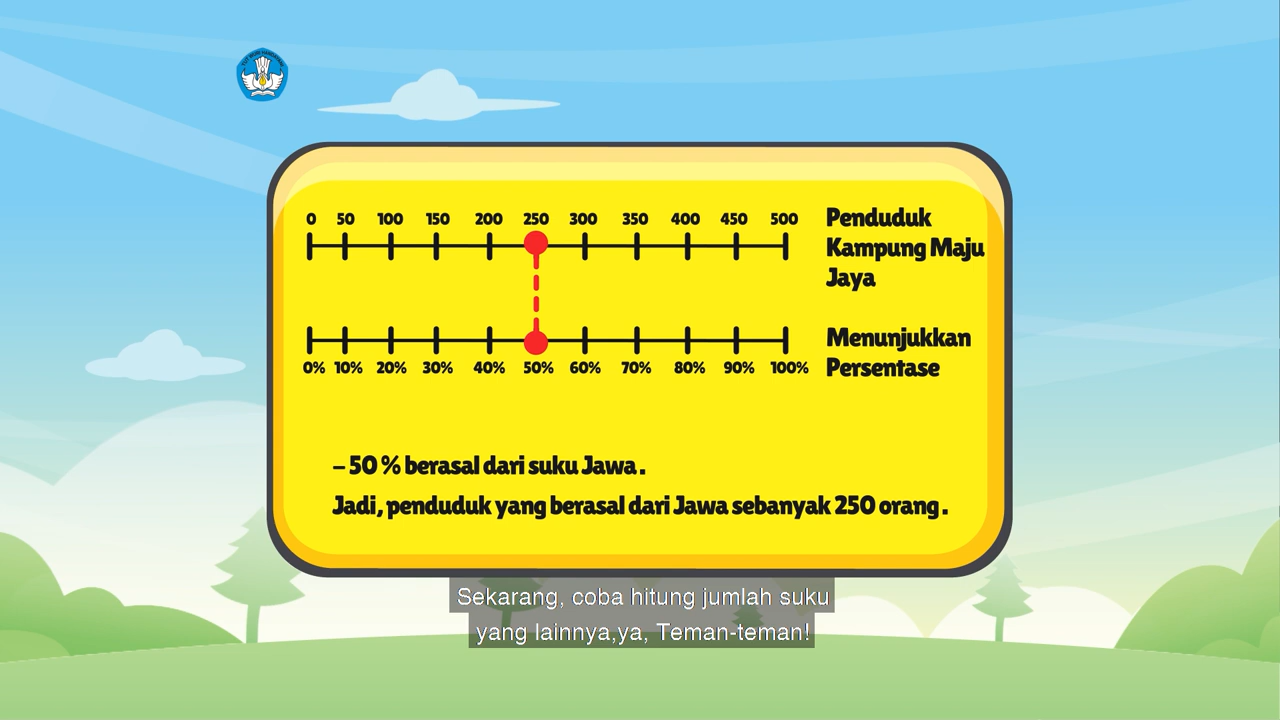 0 50 100 150 200 250 300 350 400 450 500
Penduduk
Kampung Maju
Jaya
0% 10% 20% 30% 40% 50% 60% 70% 80% 90% 100%
Menunjukkan
Persentase
– 50 % berasal dari suku Jawa.
Jadi, penduduk yang berasal dari Jawa sebanyak 250 orang.
Sekarang, coba hitung jumlah suku
yang lainnya,ya, Teman-teman!